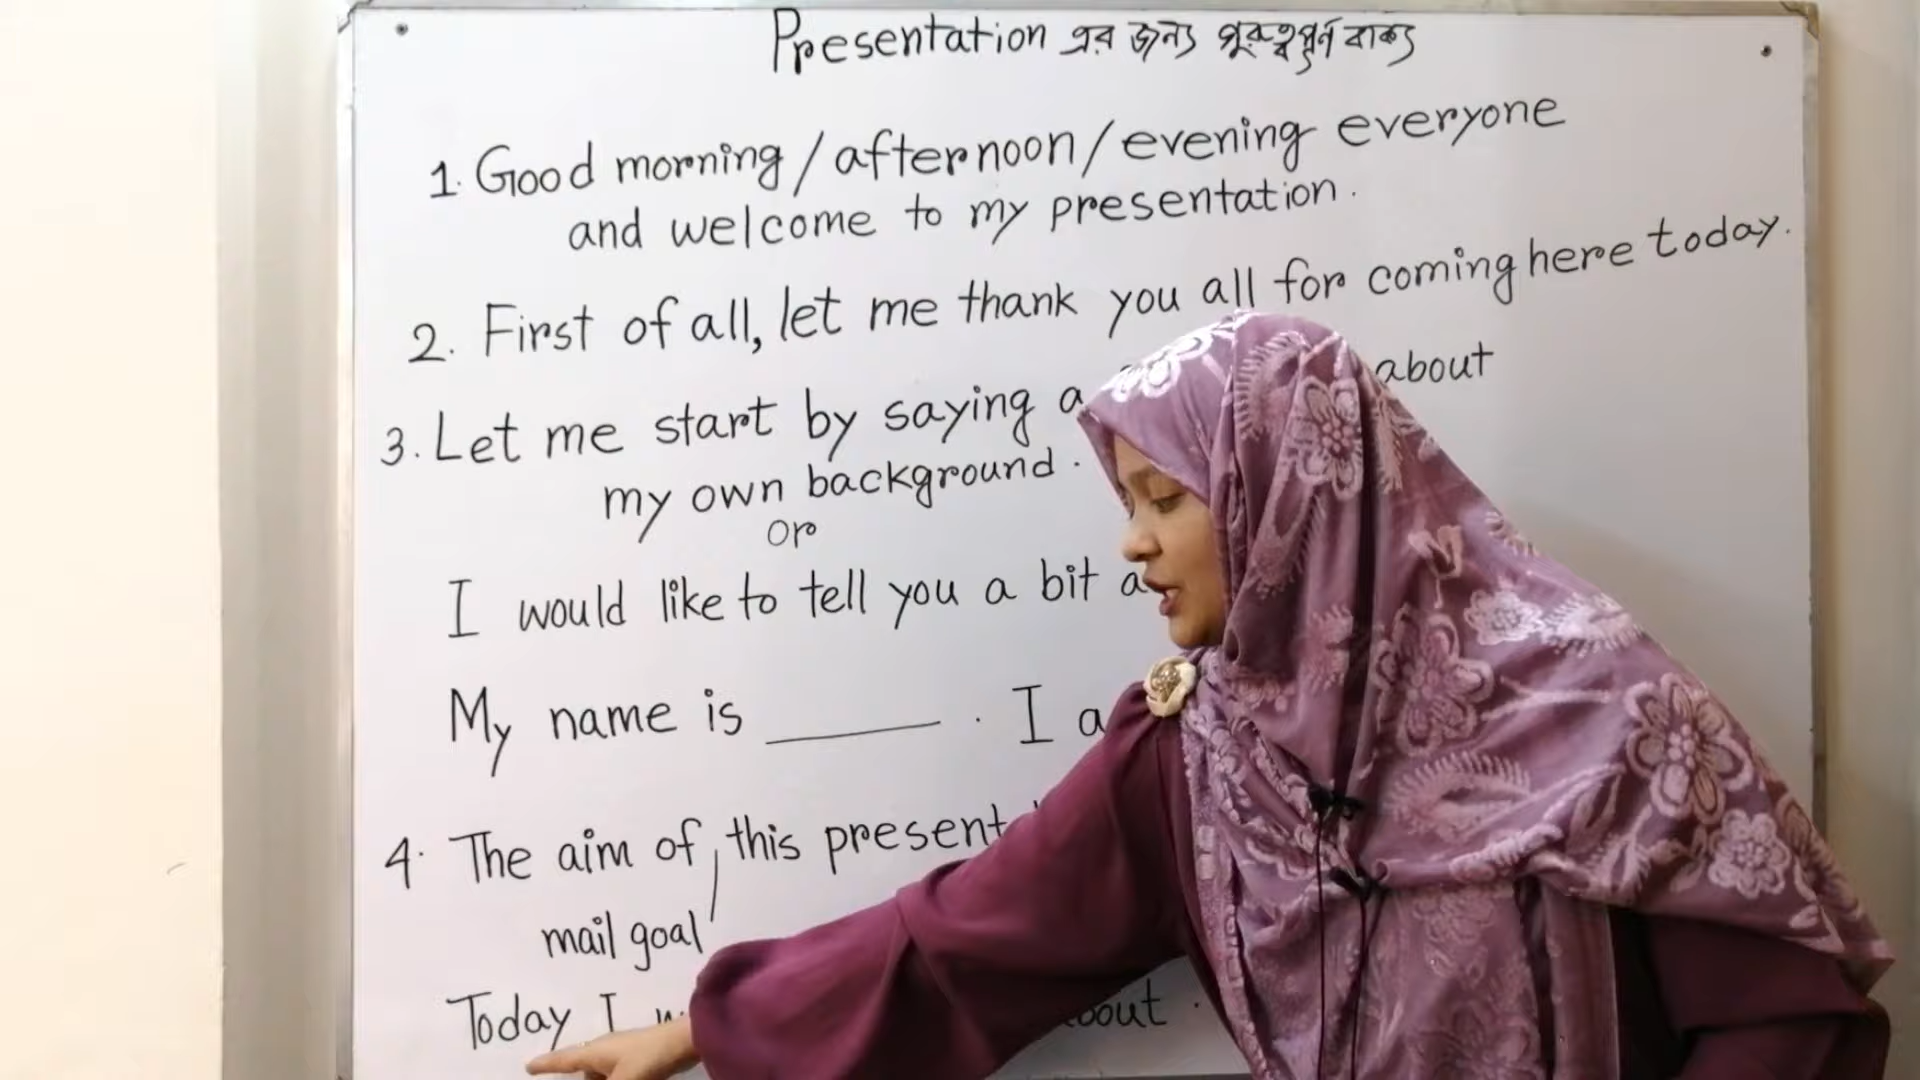 Presentation এর জন্য গুরুত্বপূর্ণ বাক্য
1. Good morning / afternoon / evening everyone
and welcome to my presentation.
2. First of all, let me thank you all for coming here today.
3. Let me start by saying a about
my own background.
or
I would like to tell you a bit
My name is ______. I
4. The aim of this
mail goal
Today I about.